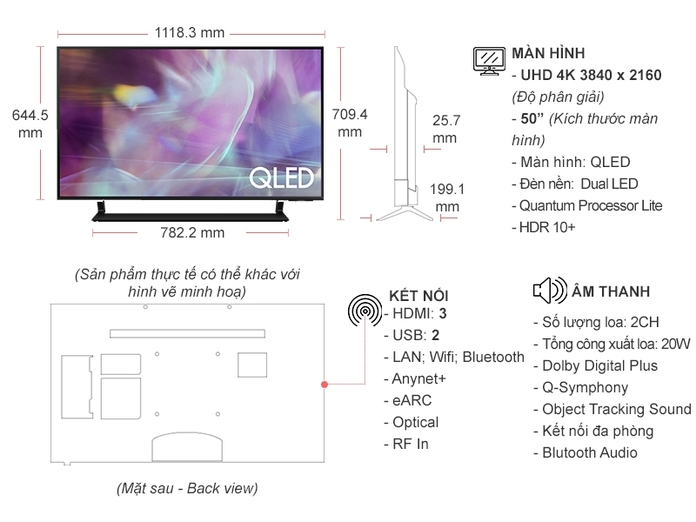 1118.3 mm
644.5
mm
709.4
mm
QLED
782.2 mm
25.7
mm
199.1
mm
MÀN HÌNH
- UHD 4K 3840 x 2160
(Độ phân giải)
- 50” (Kích thước màn
hình)
- Màn hình: QLED
- Đèn nền: Dual LED
- Quantum Processor Lite
- HDR 10+
(Sản phẩm thực tế có thể khác với
hình vẽ minh hoạ)
(Mặt sau - Back view)
KẾT NỐI
- HDMI: 3
- USB: 2
- LAN; Wifi; Bluetooth
- Anynet+
- eARC
- Optical
- RF In
ÂM THANH
- Số lượng loa: 2CH
- Tổng công xuất loa: 20W
- Dolby Digital Plus
- Q-Symphony
- Object Tracking Sound
- Kết nối đa phòng
- Blutooth Audio